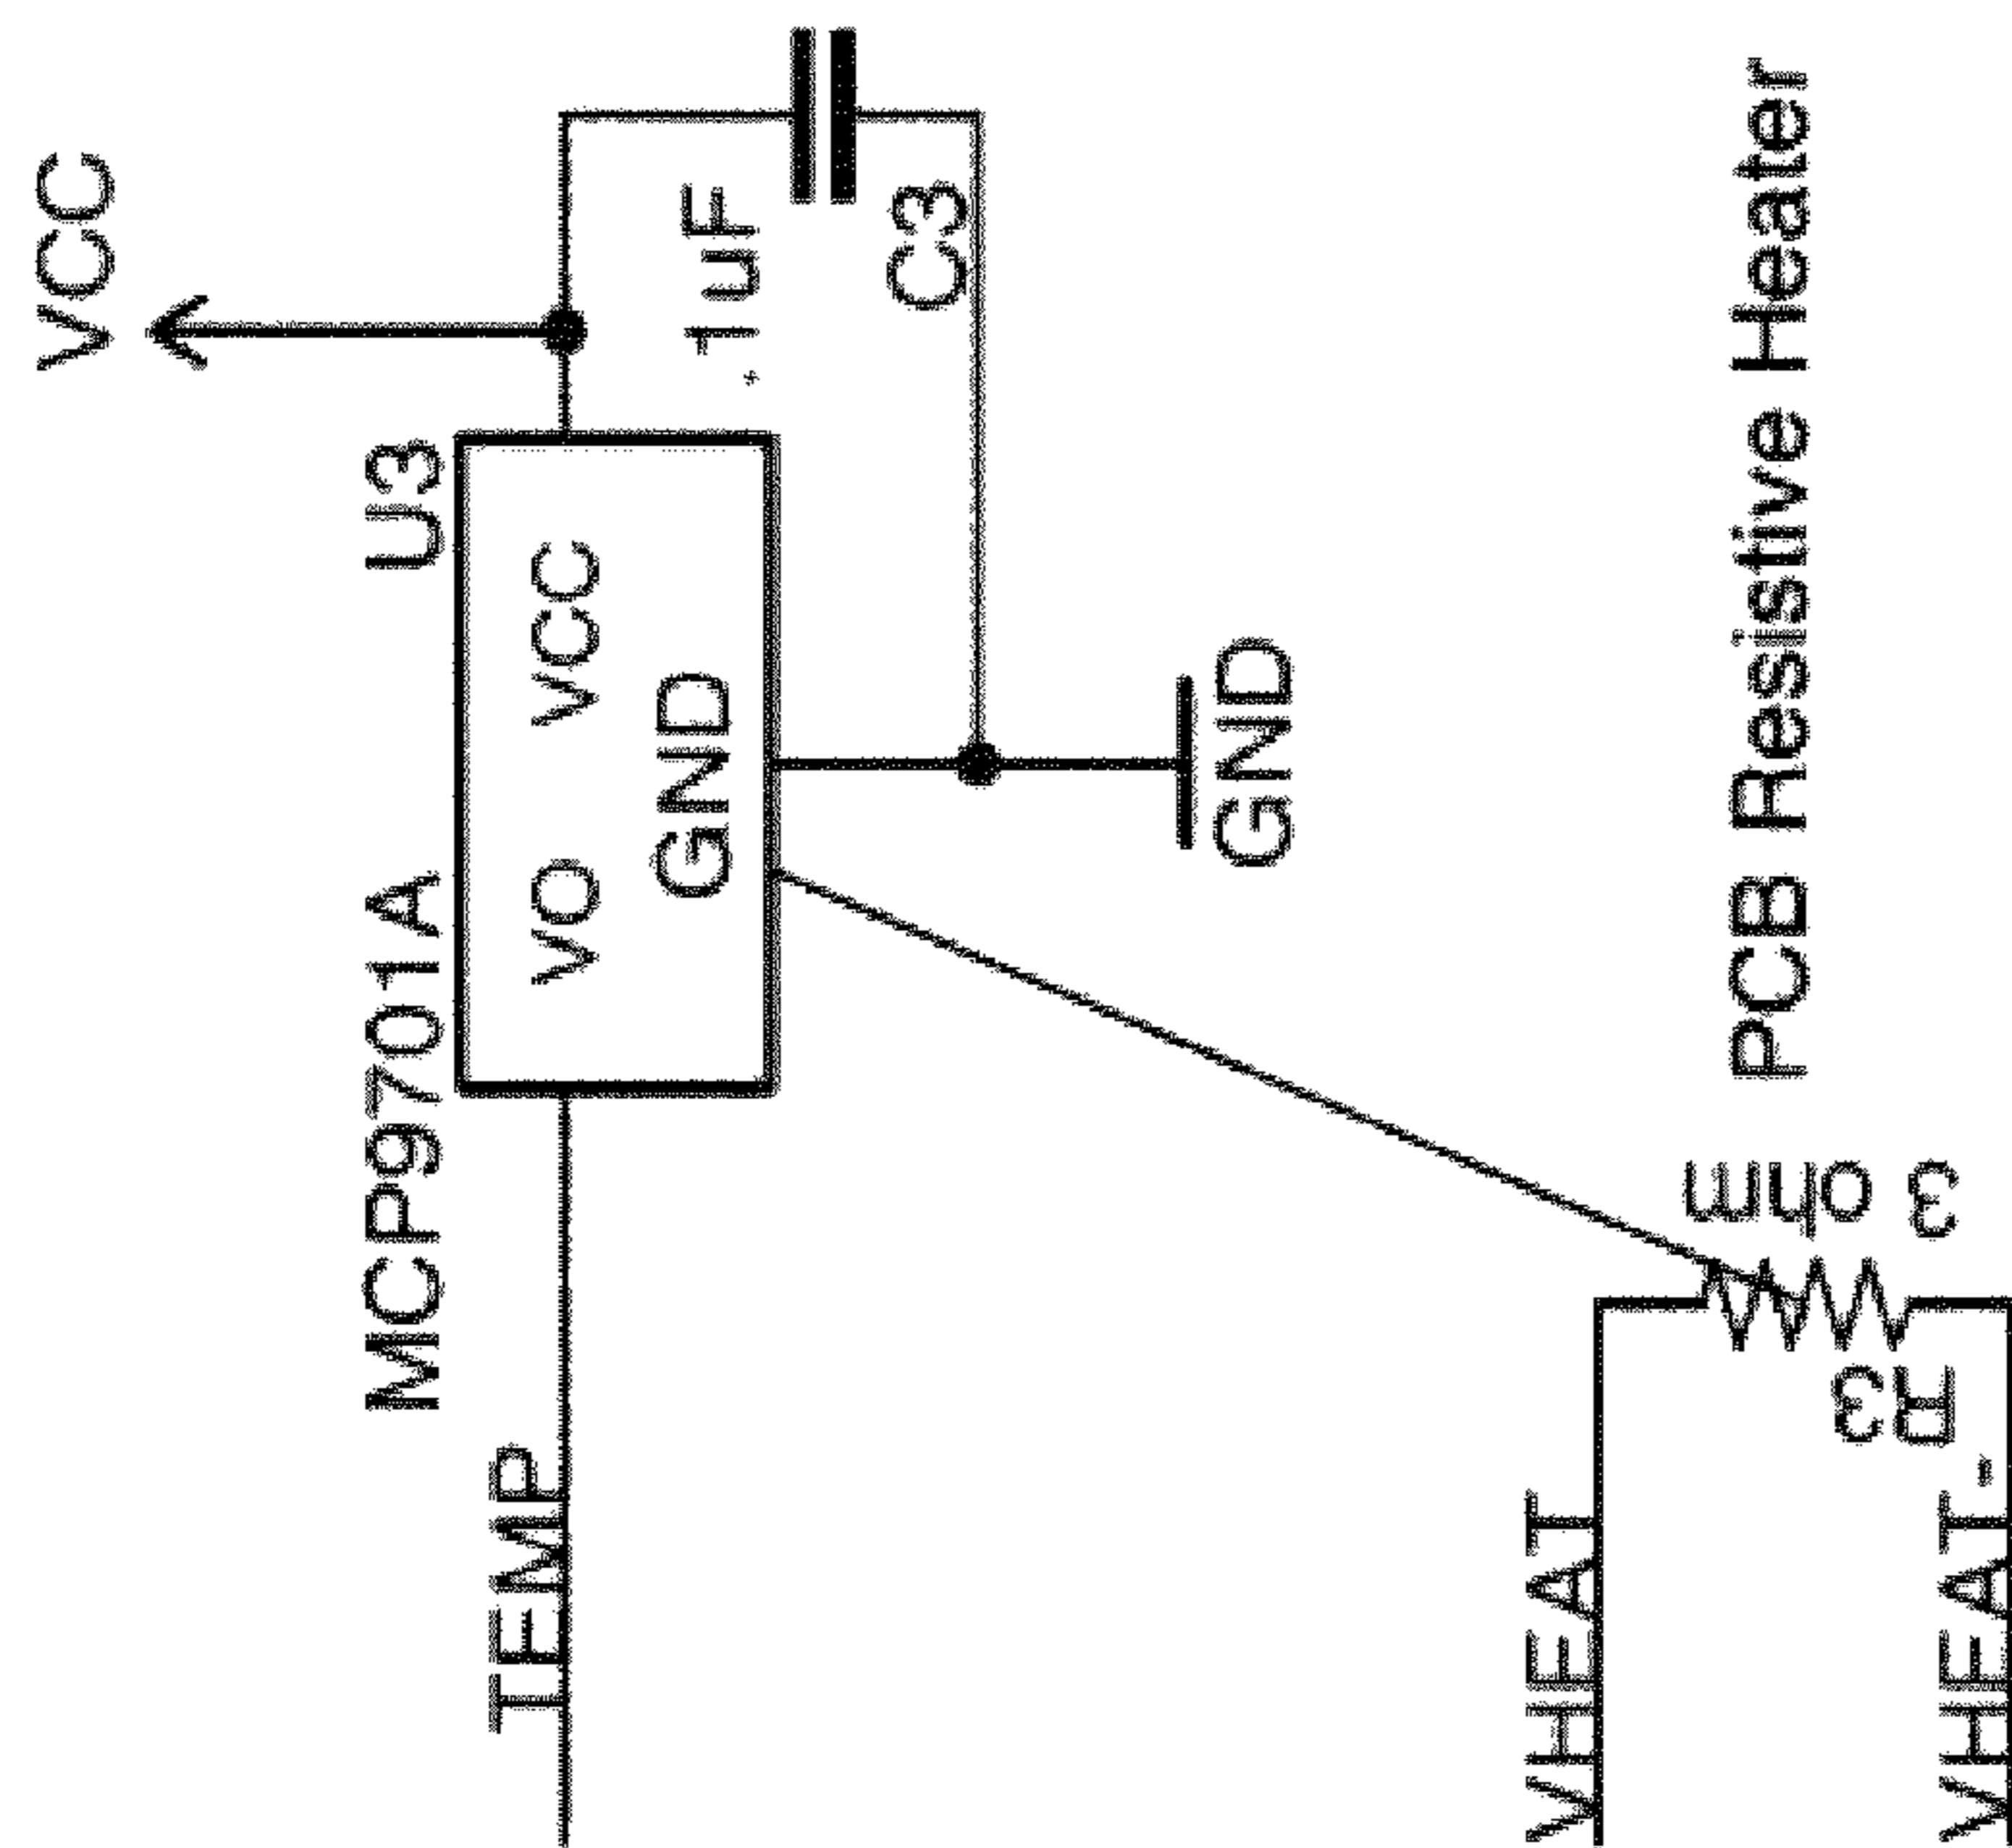 VCC
MCP9701A
U3
TEMP
VO
VCC
GND
.1uF
C3
GND
VHEAT
3 ohm
R3
VHEAT-
PCB Resistive Heater